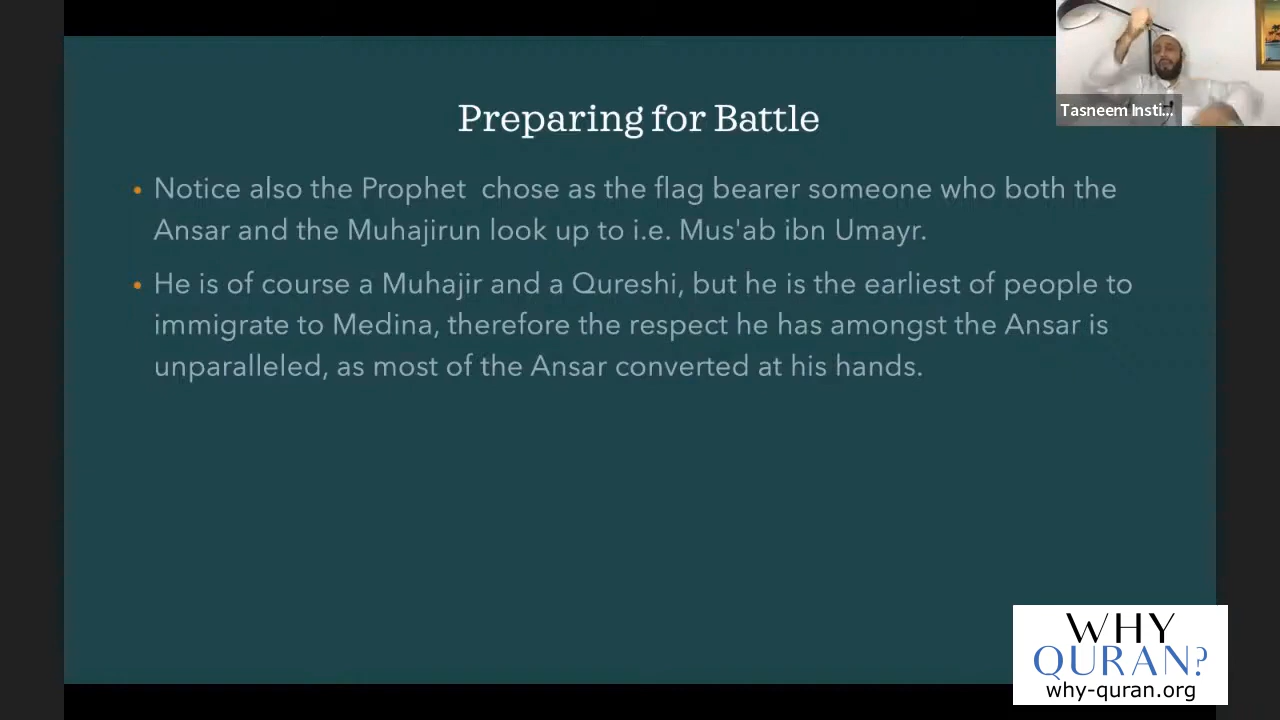 Preparing for Battle
Tasneem Insti...
• Notice also the Prophet chose as the flag bearer someone who both the
Ansar and the Muhajirun look up to i.e. Mus'ab ibn Umayr.
• He is of course a Muhajir and a Qureshi, but he is the earliest of people to
immigrate to Medina, therefore the respect he has amongst the Ansar is
unparalleled, as most of the Ansar converted at his hands.
WHY
QURAN?
why-quran.org